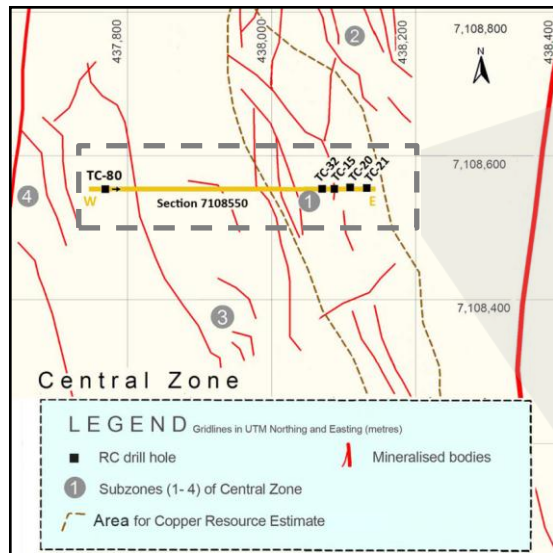 437,800
438,000
438,200
438,400
7,108,800
N
2
TC-80
TC-32
TC-15
TC-20
TC-21
7,108,600
4
W
Section 7108550
1
E
3
7,108,400
Central Zone
LEGEND Gridlines in UTM Northing and Easting (metres)
RC drill hole
Mineralised bodies
1 Subzones (1- 4) of Central Zone
Area for Copper Resource Estimate